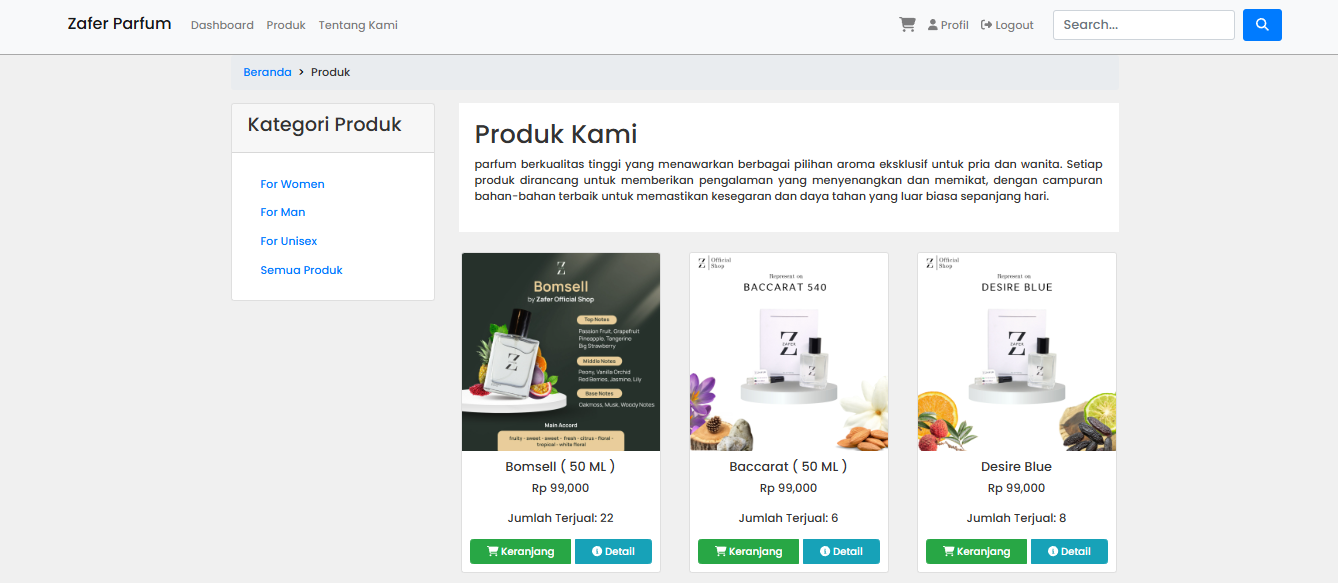 Zafer Parfum Dashboard Produk Tentang Kami Profil Logout Search...
Beranda > Produk
Kategori Produk
For Women
For Man
For Unisex
Semua Produk
Produk Kami
parfum berkualitas tinggi yang menawarkan berbagai pilihan aroma eksklusif untuk pria dan wanita. Setiap
produk dirancang untuk memberikan pengalaman yang menyenangkan dan memikat, dengan campuran
bahan-bahan terbaik untuk memastikan kesegaran dan daya tahan yang luar biasa sepanjang hari.
Z
Bomsell
by Zafer Official Shop
Top Notes
Passion Fruit, Grapefruit
Pineapple, Tangerine
Big Strawberry
Middle Notes
Peony, Vanilla Orchid
Red Berries, Jasmine, Lily
Base Notes
Oakmoss, Musk, Woody Notes
Main Accord
fruity - sweet - sweet - fresh - citrus - floral -
tropical - white floral
Z
Bomsell ( 50 ML )
Rp 99,000
Jumlah Terjual: 22
Keranjang Detail
Z Official
Shop
Represent on
BACCARAT 540
Z
ZAFER
Z
Baccarat ( 50 ML )
Rp 99,000
Jumlah Terjual: 6
Keranjang Detail
Z Official
Shop
Represent on
DESIRE BLUE
Z
ZAFER
Z
Desire Blue
Rp 99,000
Jumlah Terjual: 8
Keranjang Detail